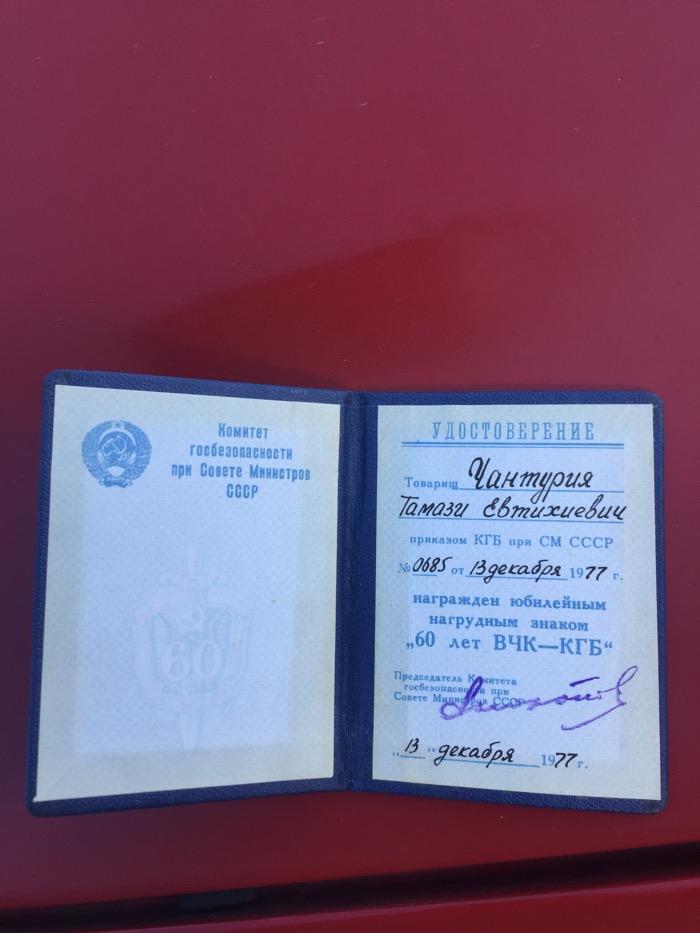 Комитет
госбезопасности
при Совете Министров
СССР
60
УДОСТОВЕРЕНИЕ
Товарищ Чантурия
Тамази Евтихиевич
приказом КГБ при СМ СССР
№ 0685 от 13 декабря 1977 г.
награжден юбилейным
нагрудным знаком
„60 лет ВЧК—КГБ“
Председатель Комитета
госбезопасности при
Совете Министров СССР
„13“ декабря 1977 г.